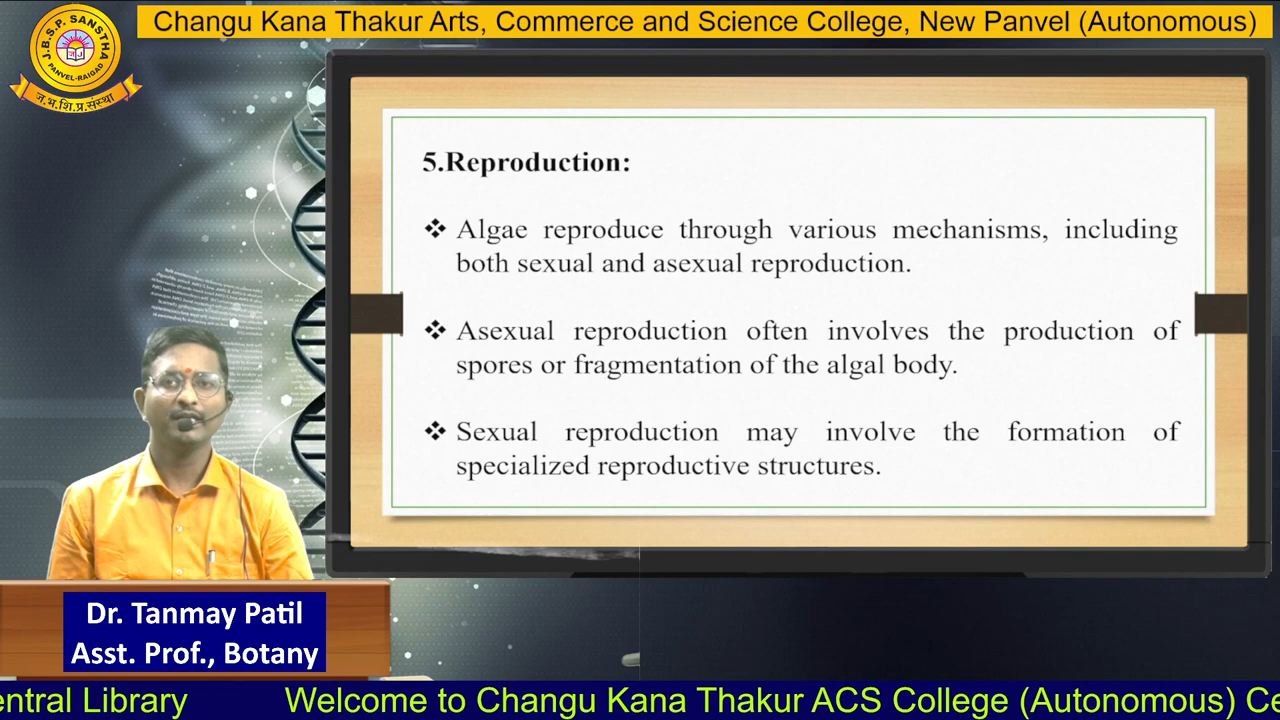 Changu Kana Thakur Arts, Commerce and Science College, New Panvel (Autonomous)
J.B.S.P. SANSTHA
PANVEL-RAIGAD
ज.भ.शि.प्र.संस्था
5.Reproduction:
❖ Algae reproduce through various mechanisms, including
both sexual and asexual reproduction.
❖ Asexual reproduction often involves the production of
spores or fragmentation of the algal body.
❖ Sexual reproduction may involve the formation of
specialized reproductive structures.
Dr. Tanmay Patil
Asst. Prof., Botany
entral Library Welcome to Changu Kana Thakur ACS College (Autonomous) Ce